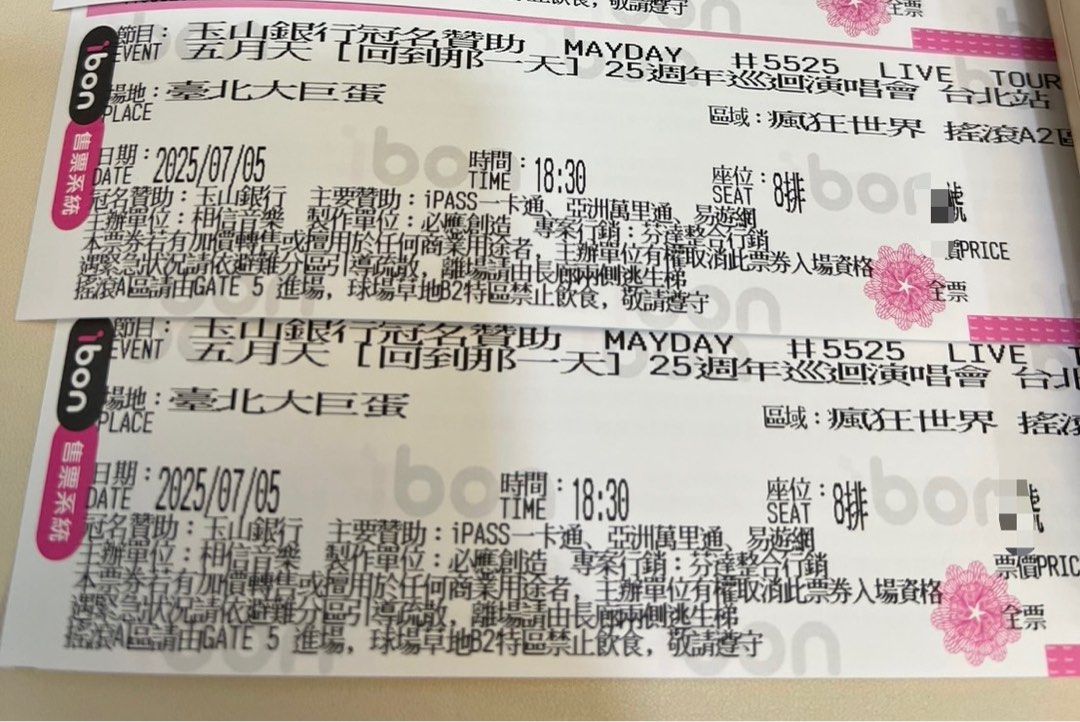 敬請遵守
全票
ibon
售票系統
節目：玉山銀行冠名贊助 MAYDAY #5525 LIVE TOUR
EVENT 五月天［回到那一天］25週年巡迴演唱會 台北站
場地：臺北大巨蛋
PLACE
區域：瘋狂世界 搖滾A2區
日期：2025/07/05
DATE
時間：18:30
TIME
座位：8排
SEAT
號
冠名贊助：玉山銀行 主要贊助：iPASS一卡通、亞洲萬里通、易遊網
主辦單位：相信音樂 製作單位：必應創造 專案行銷：芬達整合行銷
本票券若有加價轉售或擅用於任何商業用途者，主辦單位有權取消此票券入場資格
遇緊急狀況請依避難分區引導疏散，離場請由長廊兩側逃生梯
搖滾A區請由GATE 5 進場，球場草地B2特區禁止飲食，敬請遵守
價PRICE
全票
ibon
售票系統
節目：玉山銀行冠名贊助 MAYDAY #5525 LIVE
EVENT 五月天［回到那一天］25週年巡迴演唱會 台北
場地：臺北大巨蛋
PLACE
區域：瘋狂世界 搖滾
日期：2025/07/05
DATE
時間：18:30
TIME
座位：8排
SEAT
號
冠名贊助：玉山銀行 主要贊助：iPASS一卡通、亞洲萬里通、易遊網
主辦單位：相信音樂 製作單位：必應創造 專案行銷：芬達整合行銷
本票券若有加價轉售或擅用於任何商業用途者，主辦單位有權取消此票券入場資格
遇緊急狀況請依避難分區引導疏散，離場請由長廊兩側逃生梯
搖滾A區請由GATE 5 進場，球場草地B2特區禁止飲食，敬請遵守
票價PRIC
全票